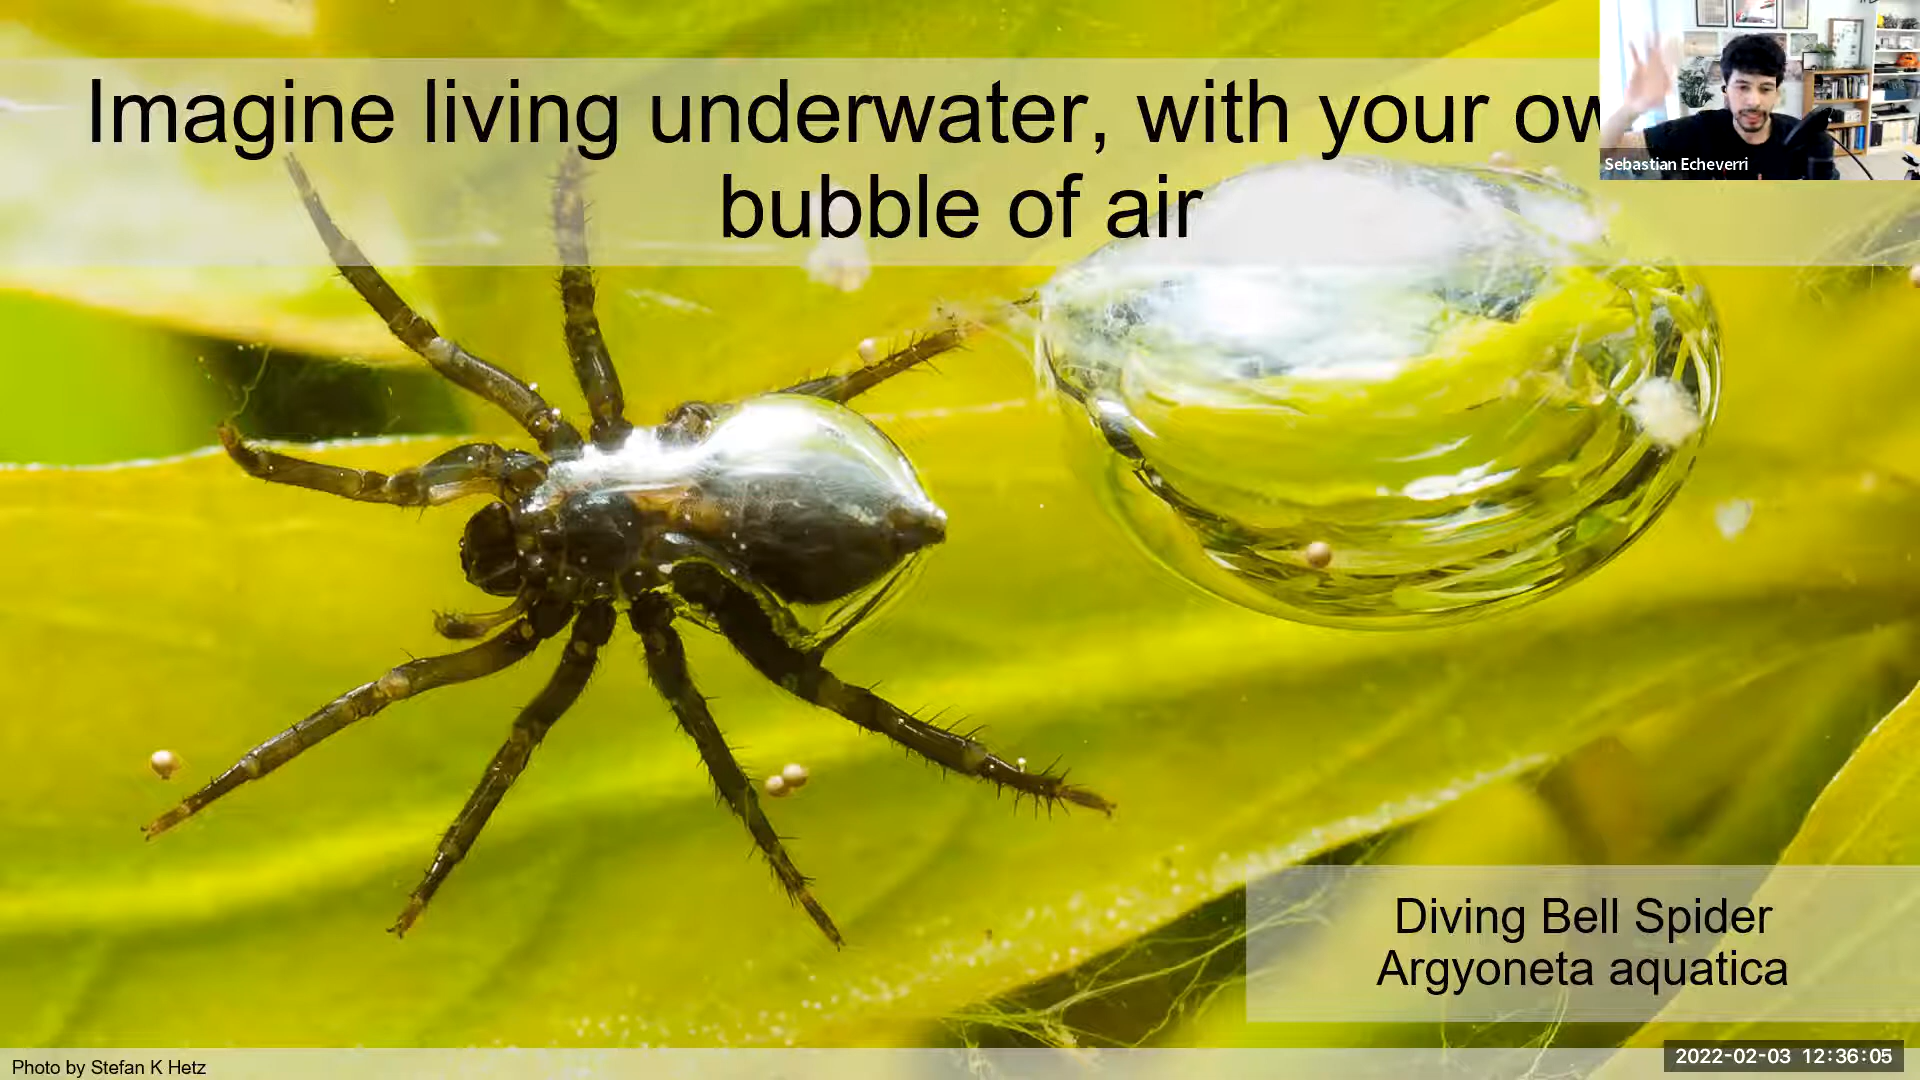 Imagine living underwater, with your ow
bubble of air
Sebastian Echeverri
Diving Bell Spider
Argyoneta aquatica
Photo by Stefan K Hetz
2022-02-03 12:36:05